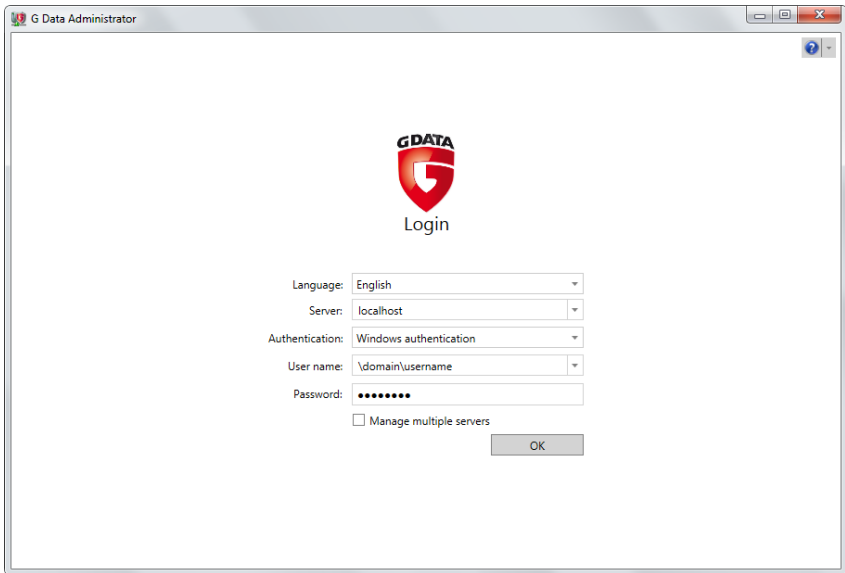 G Data Administrator
GDATA
Login
Language: English
Server: localhost
Authentication: Windows authentication
User name: \domain\username
Password: ●●●●●●●●
Manage multiple servers
OK